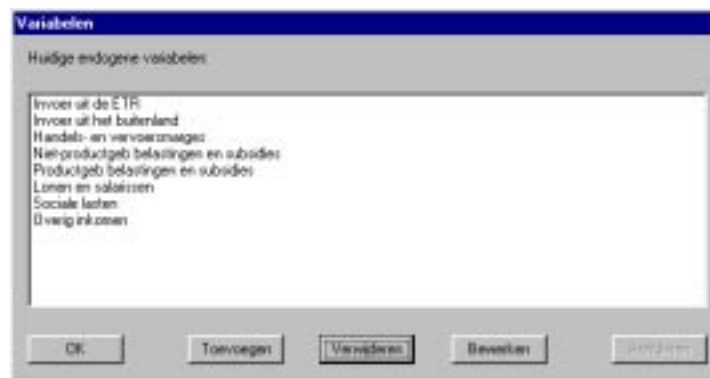 Variabelen
Huidige endogene variabelen:
Invoer uit de ETR
Invoer uit het buitenland
Handels- en vervoersmarges
Niet-productgeb belastingen en subsidies
Productgeb belastingen en subsidies
Lonen en salarissen
Sociale lasten
Overig inkomen
OK Toevoegen Verwijderen Bewerken